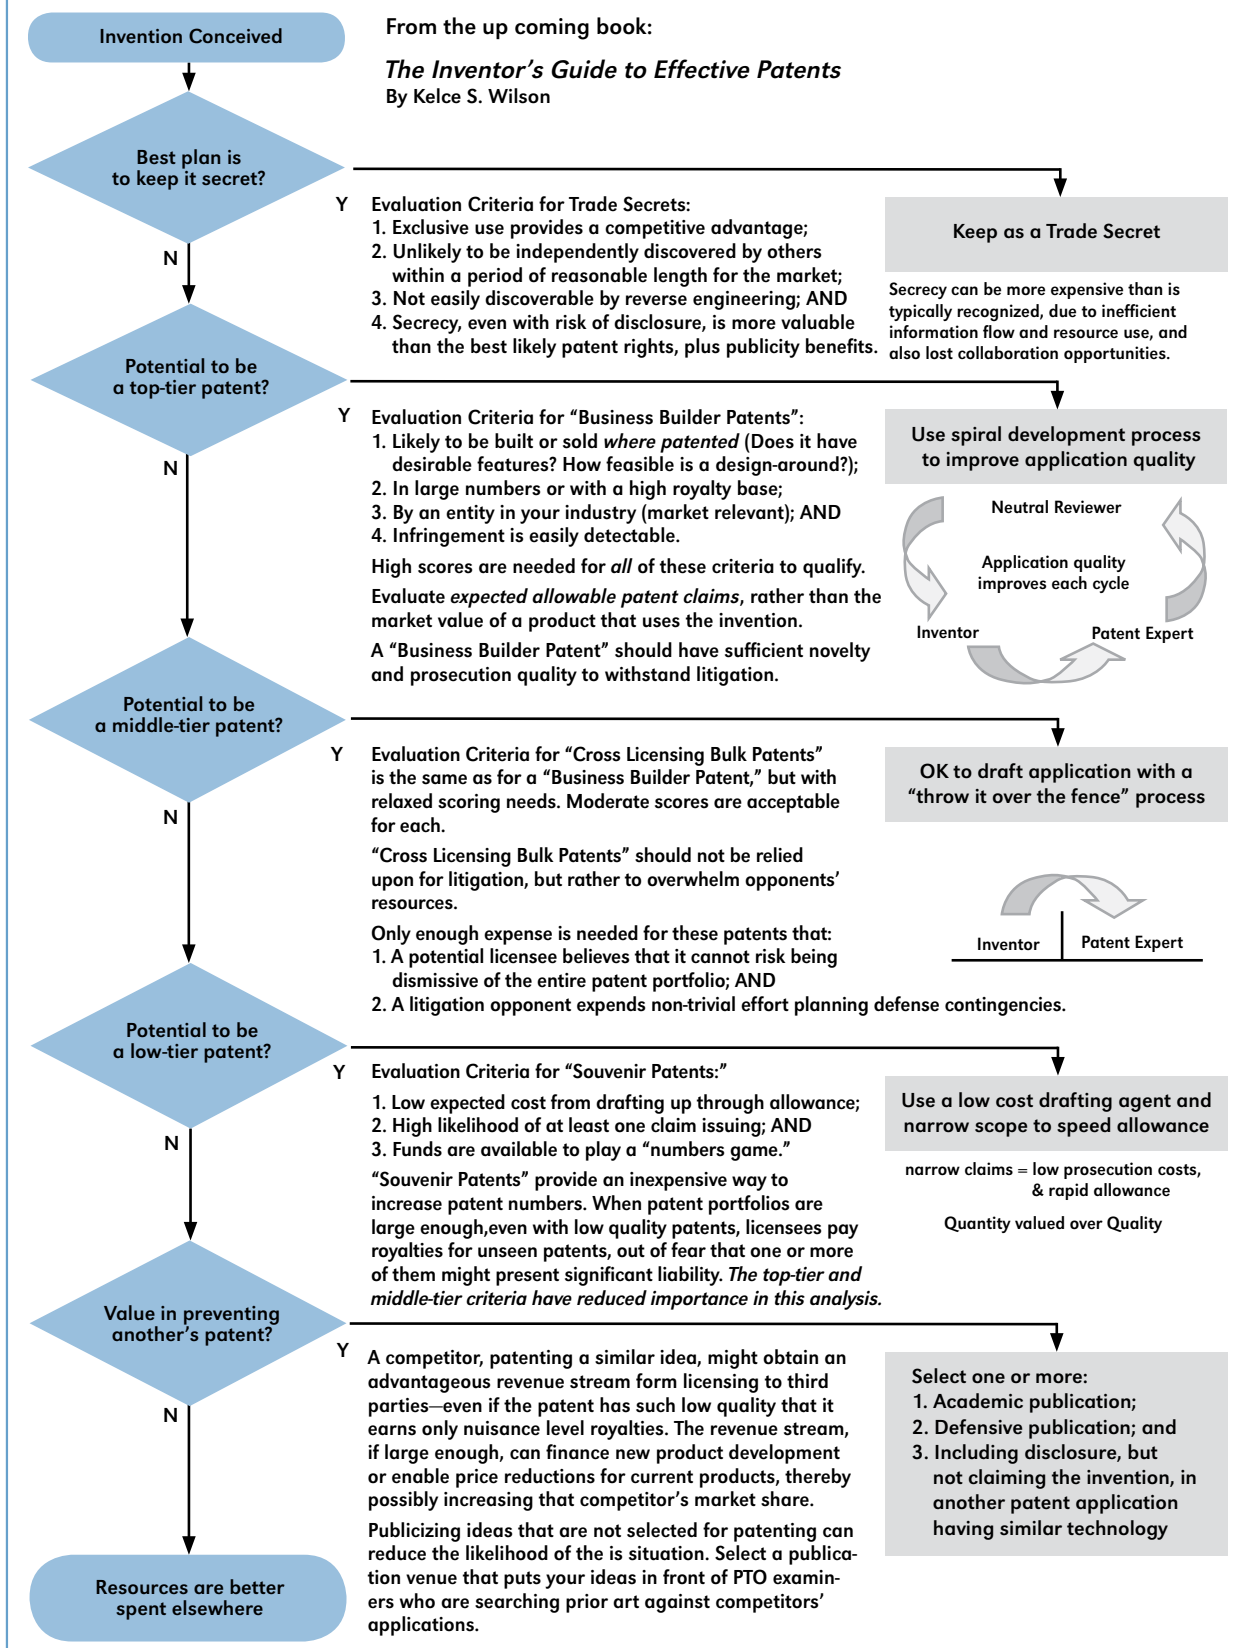 Invention Conceived
From the up coming book:
The Inventor's Guide to Effective Patents
By Kelce S. Wilson
Best plan is
to keep it secret?
Y
N
Evaluation Criteria for Trade Secrets:
1. Exclusive use provides a competitive advantage;
2. Unlikely to be independently discovered by others
within a period of reasonable length for the market;
3. Not easily discoverable by reverse engineering; AND
4. Secrecy, even with risk of disclosure, is more valuable
than the best likely patent rights, plus publicity benefits.
Keep as a Trade Secret
Secrecy can be more expensive than is
typically recognized, due to inefficient
information flow and resource use, and
also lost collaboration opportunities.
Potential to be
a top-tier patent?
Y
N
Evaluation Criteria for “Business Builder Patents”:
1. Likely to be built or sold where patented (Does it have
desirable features? How feasible is a design-around?);
2. In large numbers or with a high royalty base;
3. By an entity in your industry (market relevant); AND
4. Infringement is easily detectable.
High scores are needed for all of these criteria to qualify.
Evaluate expected allowable patent claims, rather than the
market value of a product that uses the invention.
A “Business Builder Patent” should have sufficient novelty
and prosecution quality to withstand litigation.
Use spiral development process
to improve application quality
Neutral Reviewer
Application quality
improves each cycle
Inventor
Patent Expert
Potential to be
a middle-tier patent?
Y
N
Evaluation Criteria for “Cross Licensing Bulk Patents”
is the same as for a “Business Builder Patent,” but with
relaxed scoring needs. Moderate scores are acceptable
for each.
“Cross Licensing Bulk Patents” should not be relied
upon for litigation, but rather to overwhelm opponents'
resources.
Only enough expense is needed for these patents that:
1. A potential licensee believes that it cannot risk being
dismissive of the entire patent portfolio; AND
2. A litigation opponent expends non-trivial effort planning defense contingencies.
OK to draft application with a
“throw it over the fence” process
Inventor
Patent Expert
Potential to be
a low-tier patent?
Y
N
Evaluation Criteria for “Souvenir Patents:”
1. Low expected cost from drafting up through allowance;
2. High likelihood of at least one claim issuing; AND
3. Funds are available to play a “numbers game.”
“Souvenir Patents” provide an inexpensive way to
increase patent numbers. When patent portfolios are
large enough,even with low quality patents, licensees pay
royalties for unseen patents, out of fear that one or more
of them might present significant liability. The top-tier and
middle-tier criteria have reduced importance in this analysis.
Use a low cost drafting agent and
narrow scope to speed allowance
narrow claims = low prosecution costs,
& rapid allowance
Quantity valued over Quality
Value in preventing
another's patent?
Y
N
A competitor, patenting a similar idea, might obtain an
advantageous revenue stream form licensing to third
parties—even if the patent has such low quality that it
earns only nuisance level royalties. The revenue stream,
if large enough, can finance new product development
or enable price reductions for current products, thereby
possibly increasing that competitor's market share.
Publicizing ideas that are not selected for patenting can
reduce the likelihood of the is situation. Select a publica-
tion venue that puts your ideas in front of PTO examin-
ers who are searching prior art against competitors'
applications.
Select one or more:
1. Academic publication;
2. Defensive publication; and
3. Including disclosure, but
not claiming the invention, in
another patent application
having similar technology
Resources are better
spent elsewhere